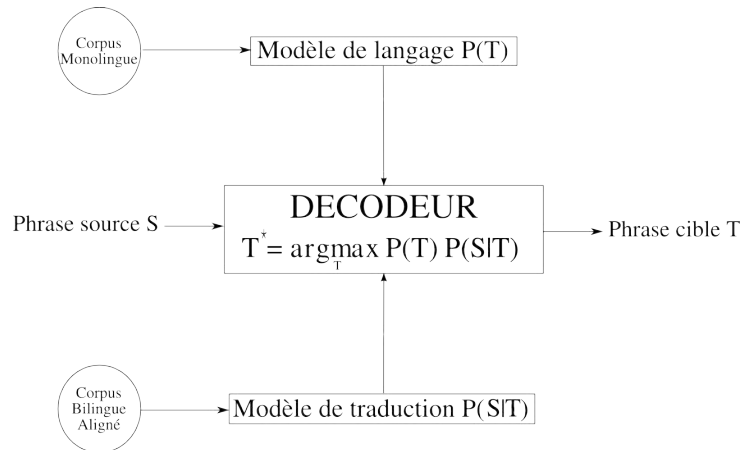 Corpus
Monolingue
Modèle de langage P(T)
DECODEUR
Phrase source S
T* = argmax P(T) P(S|T)
T
Phrase cible T
Corpus
Bilingue
Aligné
Modèle de traduction P(S|T)